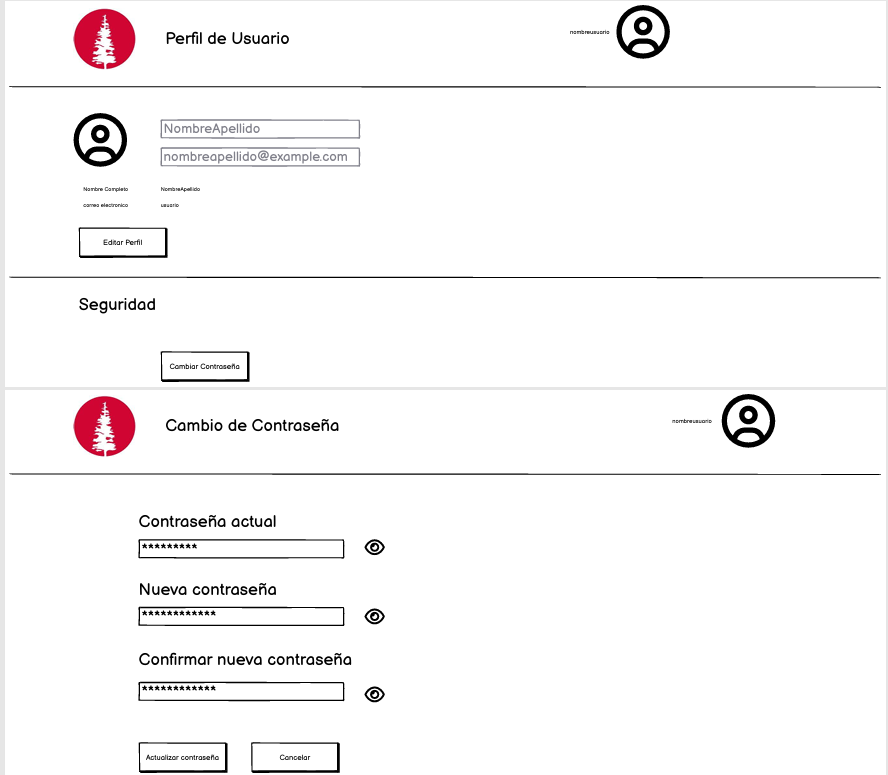 Perfil de Usuario
nombreusuario
NombreApellido
nombreapellido@example.com
Nombre Completo NombreApellido
correo electronico usuario
Editar Perfil
Seguridad
Cambiar Contraseña
Cambio de Contraseña
nombreusuario
Contraseña actual
*********
Nueva contraseña
************
Confirmar nueva contraseña
************
Actualizar contraseña Cancelar